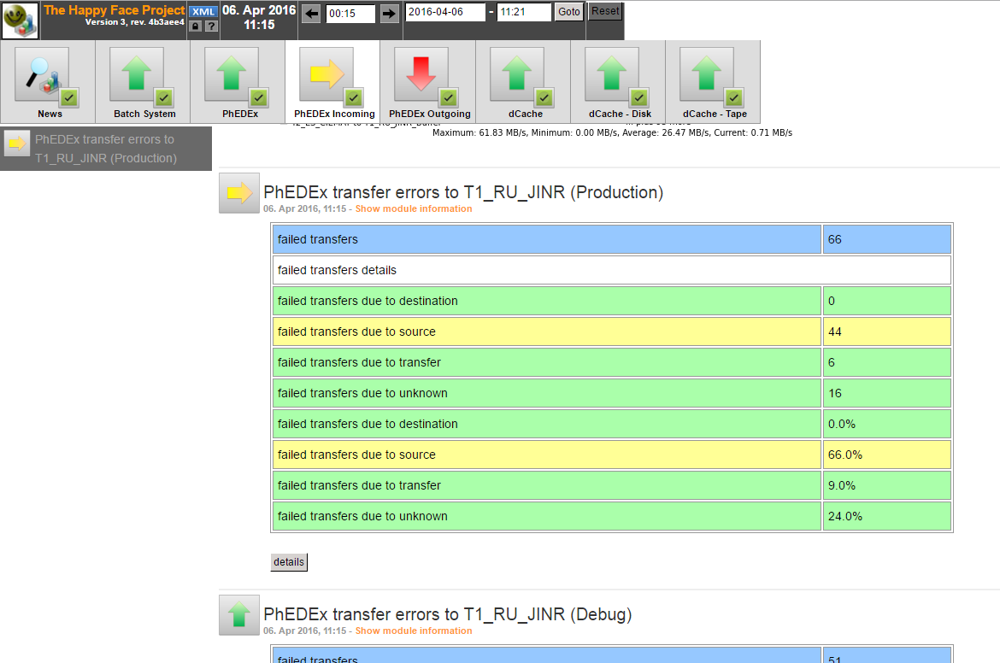 The Happy Face Project
Version 3, rev. 4b3aee4
XML
?
06. Apr 2016
11:15
00:15
2016-04-06 - 11:21 Goto Reset
News
Batch System
PhEDEx
PhEDEx Incoming
PhEDEx Outgoing
dCache
dCache - Disk
dCache - Tape
Maximum: 61.83 MB/s, Minimum: 0.00 MB/s, Average: 26.47 MB/s, Current: 0.71 MB/s
PhEDEx transfer errors to
T1_RU_JINR (Production)
PhEDEx transfer errors to T1_RU_JINR (Production)
06. Apr 2016, 11:15 - Show module information
failed transfers 66
failed transfers details
failed transfers due to destination 0
failed transfers due to source 44
failed transfers due to transfer 6
failed transfers due to unknown 16
failed transfers due to destination 0.0%
failed transfers due to source 66.0%
failed transfers due to transfer 9.0%
failed transfers due to unknown 24.0%
details
PhEDEx transfer errors to T1_RU_JINR (Debug)
06. Apr 2016, 11:15 - Show module information
failed transfers 51